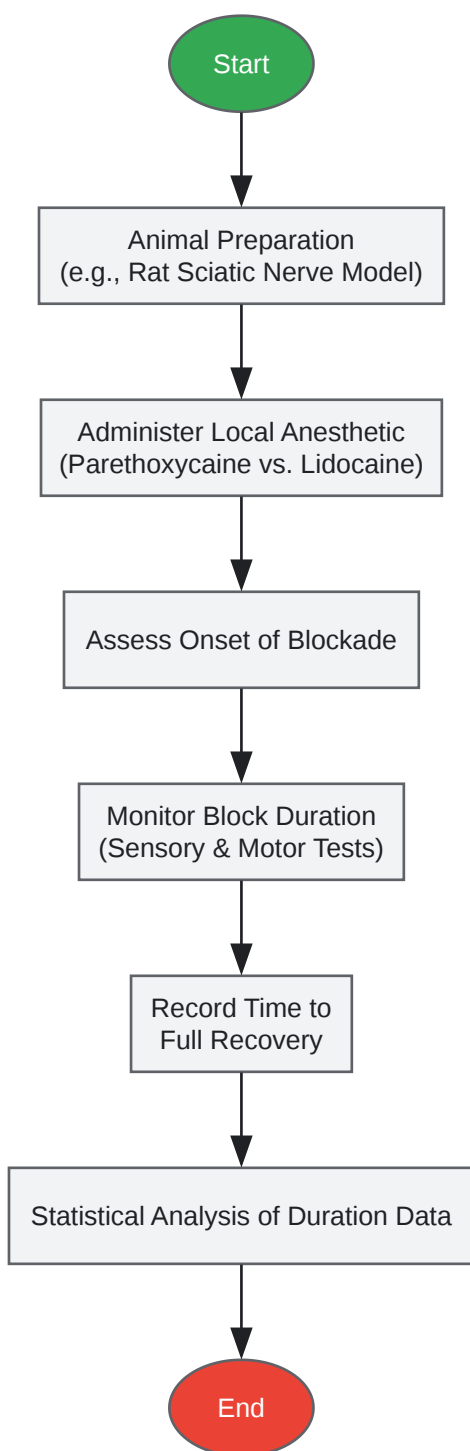 Start
Animal Preparation
(e.g., Rat Sciatic Nerve Model)
Administer Local Anesthetic
(Parethoxycaine vs. Lidocaine)
Assess Onset of Blockade
Monitor Block Duration
(Sensory & Motor Tests)
Record Time to
Full Recovery
Statistical Analysis of Duration Data
End